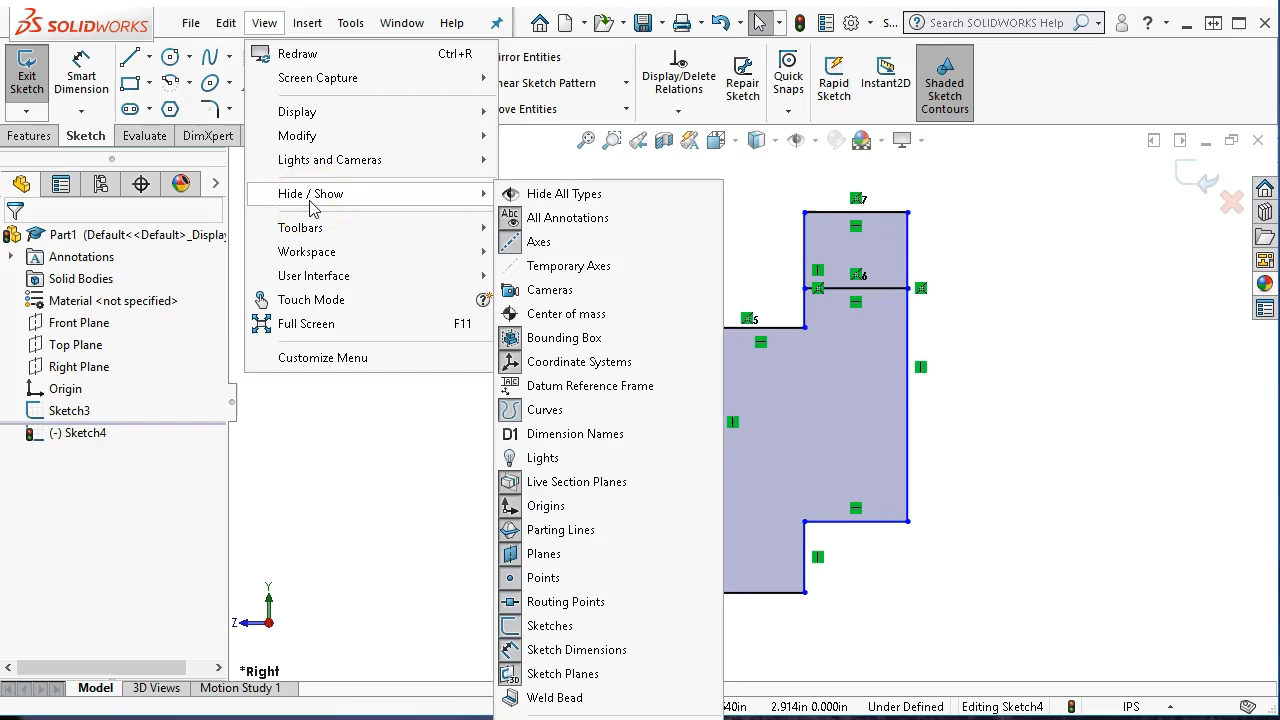 SOLIDWORKS
File Edit View Insert Tools Window Help
S...
Search SOLIDWORKS Help
Exit Sketch
Smart Dimension
Redraw Ctrl+R
Screen Capture
Display
Modify
Lights and Cameras
Hide / Show
Toolbars
Workspace
User Interface
Touch Mode
Full Screen F11
Customize Menu
irror Entities
near Sketch Pattern
ove Entities
Display/Delete Relations
Repair Sketch
Quick Snaps
Rapid Sketch
Instant2D
Shaded Sketch Contours
Features Sketch Evaluate DimXpert
Part1 (Default<<Default>_Display
Annotations
Solid Bodies
Material <not specified>
Front Plane
Top Plane
Right Plane
Origin
Sketch3
(-) Sketch4
Hide All Types
All Annotations
Axes
Temporary Axes
Cameras
Center of mass
Bounding Box
Coordinate Systems
Datum Reference Frame
Curves
D1 Dimension Names
Lights
Live Section Planes
Origins
Parting Lines
Planes
Points
Routing Points
Sketches
Sketch Dimensions
Sketch Planes
Weld Bead
7
6
5
Y
Z
*Right
Model 3D Views Motion Study 1
40in 2.914in 0.000in Under Defined Editing Sketch4 IPS